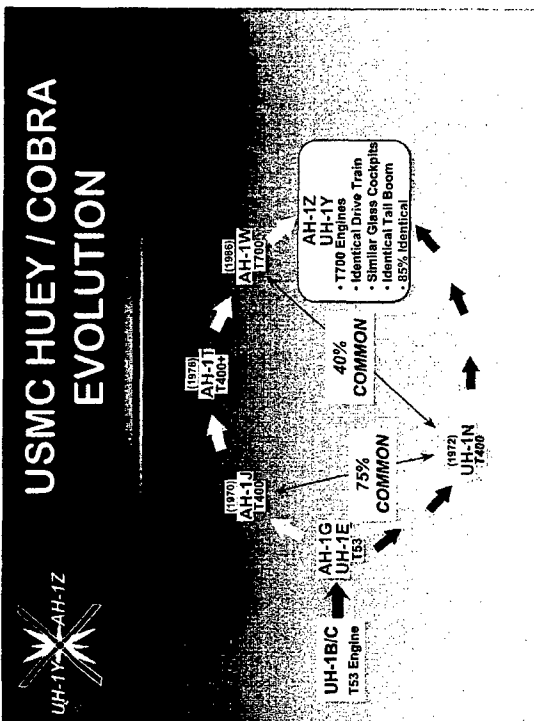 UH-1Y AH-1Z
USMC HUEY / COBRA
EVOLUTION
(1970)
AH-1J
T400
(1976)
AH-1T
T400+
(1986)
AH-1W
T700
UH-1B/C
T53 Engine
AH-1G
UH-1E
T53
75%
COMMON
40%
COMMON
(1972)
UH-1N
T400
AH-1Z
UH-1Y
• T700 Engines
• Identical Drive Train
• Similar Glass Cockpits
• Identical Tail Boom
• 85% Identical